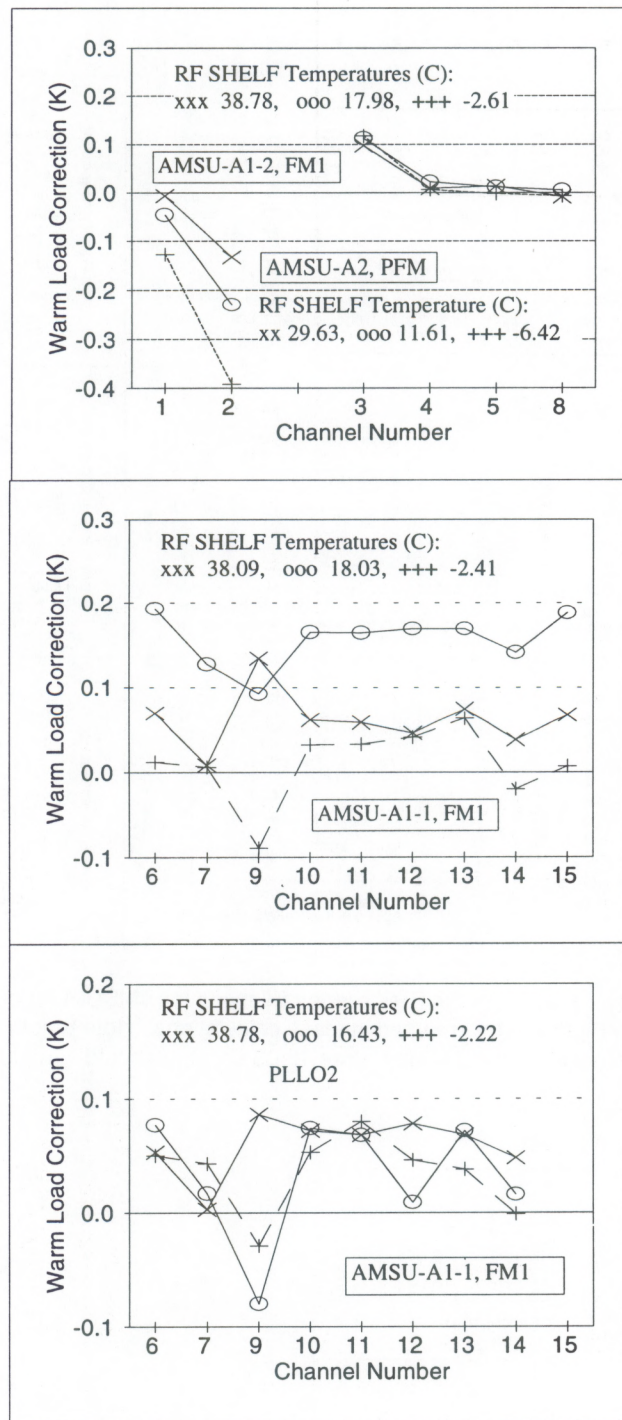 0.3
RF SHELF Temperatures (C):
0.2
xxx 38.78, ooo 17.98, +++ -2.61
0.1
AMSU-A1-2, FM1
0.0
-0.1
AMSU-A2, PFM
-0.2
RF SHELF Temperature (C):
-0.3
xx 29.63, ooo 11.61, +++ -6.42
-0.4
Warm Load Correction (K)
1 2 3 4 5 8
Channel Number
0.3
RF SHELF Temperatures (C):
xxx 38.09, ooo 18.03, +++ -2.41
0.2
0.1
0.0
AMSU-A1-1, FM1
-0.1
Warm Load Correction (K)
6 7 9 10 11 12 13 14 15
Channel Number
0.2
RF SHELF Temperatures (C):
xxx 38.78, ooo 16.43, +++ -2.22
PLLO2
0.1
0.0
AMSU-A1-1, FM1
-0.1
Warm Load Correction (K)
6 7 9 10 11 12 13 14 15
Channel Number